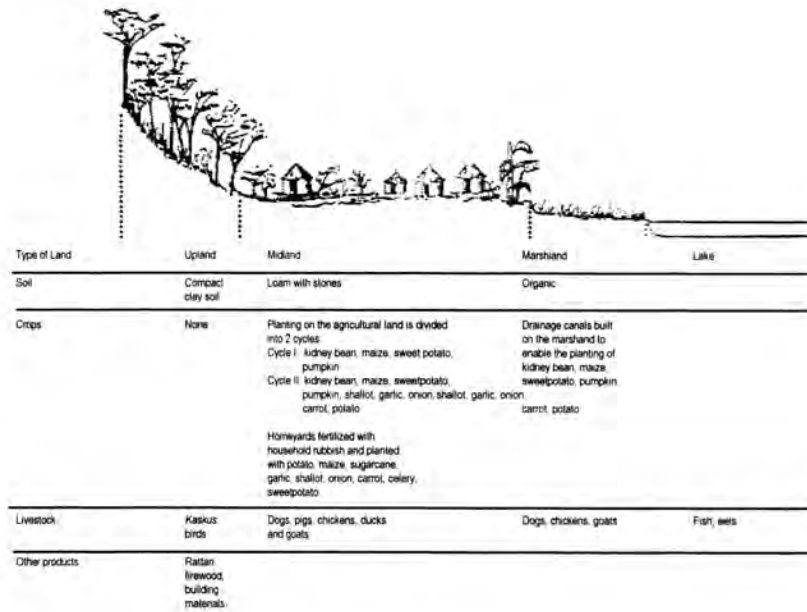 Type of Land Upland Midland Marshland Lake
Soil Compact clay soil Loam with stones Organic
Crops None Planting on the agricultural land is divided
into 2 cycles:
Cycle I: kidney bean, maize, sweet potato,
pumpkin
Cycle II: kidney bean, maize, sweetpotato,
pumpkin, shallot, garlic, onion, shallot, garlic, onion
carrot, potato
Homeyards fertilized with
household rubbish and planted
with potato, maize, sugarcane,
garlic, shallot, onion, carrot, celery,
sweetpotato
Drainage canals built
on the marshand to
enable the planting of
kidney bean, maize,
sweetpotato, pumpkin
carrot, potato
Livestock Kaskus birds Dogs, pigs, chickens, ducks
and goats
Dogs, chickens, goats Fish, eels
Other products Rattan
firewood,
building
materials